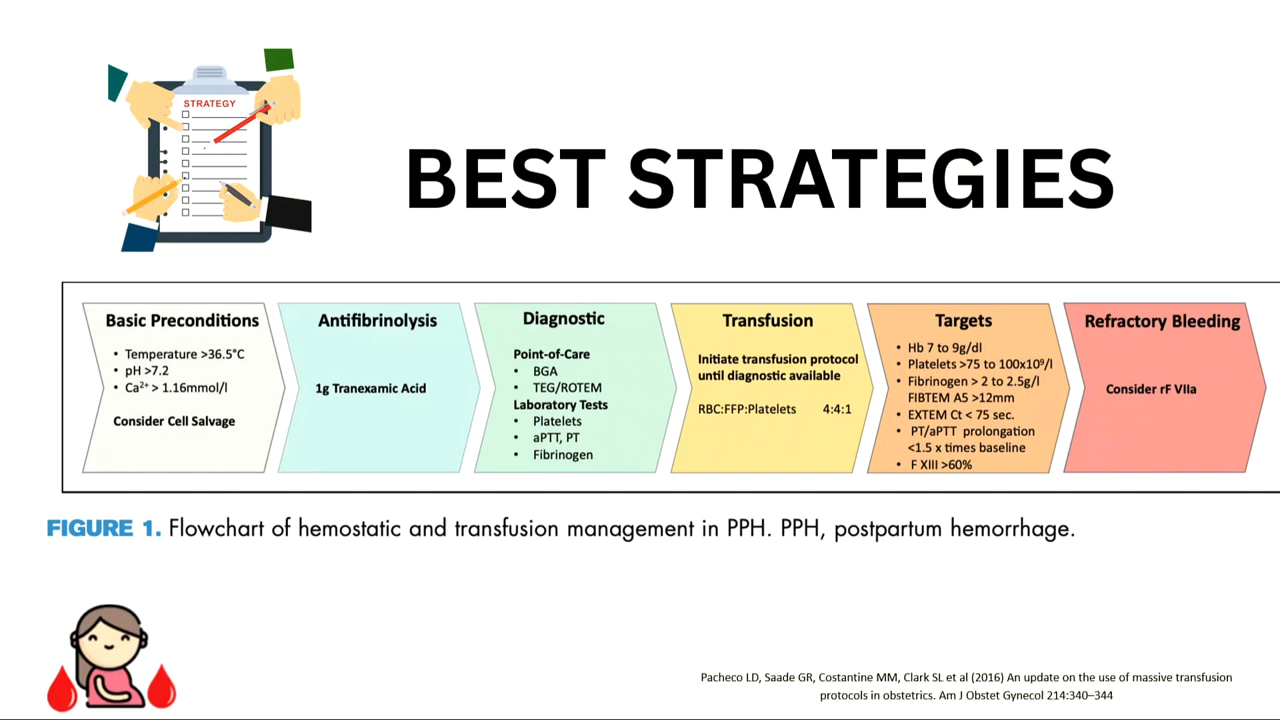 STRATEGY
BEST STRATEGIES
Basic Preconditions
• Temperature >36.5°C
• pH >7.2
• Ca²⁺ > 1.16mmol/l
Consider Cell Salvage
Antifibrinolysis
1g Tranexamic Acid
Diagnostic
Point-of-Care
• BGA
• TEG/ROTEM
Laboratory Tests
• Platelets
• aPTT, PT
• Fibrinogen
Transfusion
Initiate transfusion protocol
until diagnostic available
RBC:FFP:Platelets 4:4:1
Targets
• Hb 7 to 9g/dl
• Platelets >75 to 100x10⁹/l
• Fibrinogen > 2 to 2.5g/l
FIBTEM A5 >12mm
• EXTEM Ct < 75 sec.
• PT/aPTT prolongation
<1.5 x times baseline
• F XIII >60%
Refractory Bleeding
Consider rF VIIa
FIGURE 1. Flowchart of hemostatic and transfusion management in PPH. PPH, postpartum hemorrhage.
Pacheco LD, Saade GR, Costantine MM, Clark SL et al (2016) An update on the use of massive transfusion
protocols in obstetrics. Am J Obstet Gynecol 214:340–344